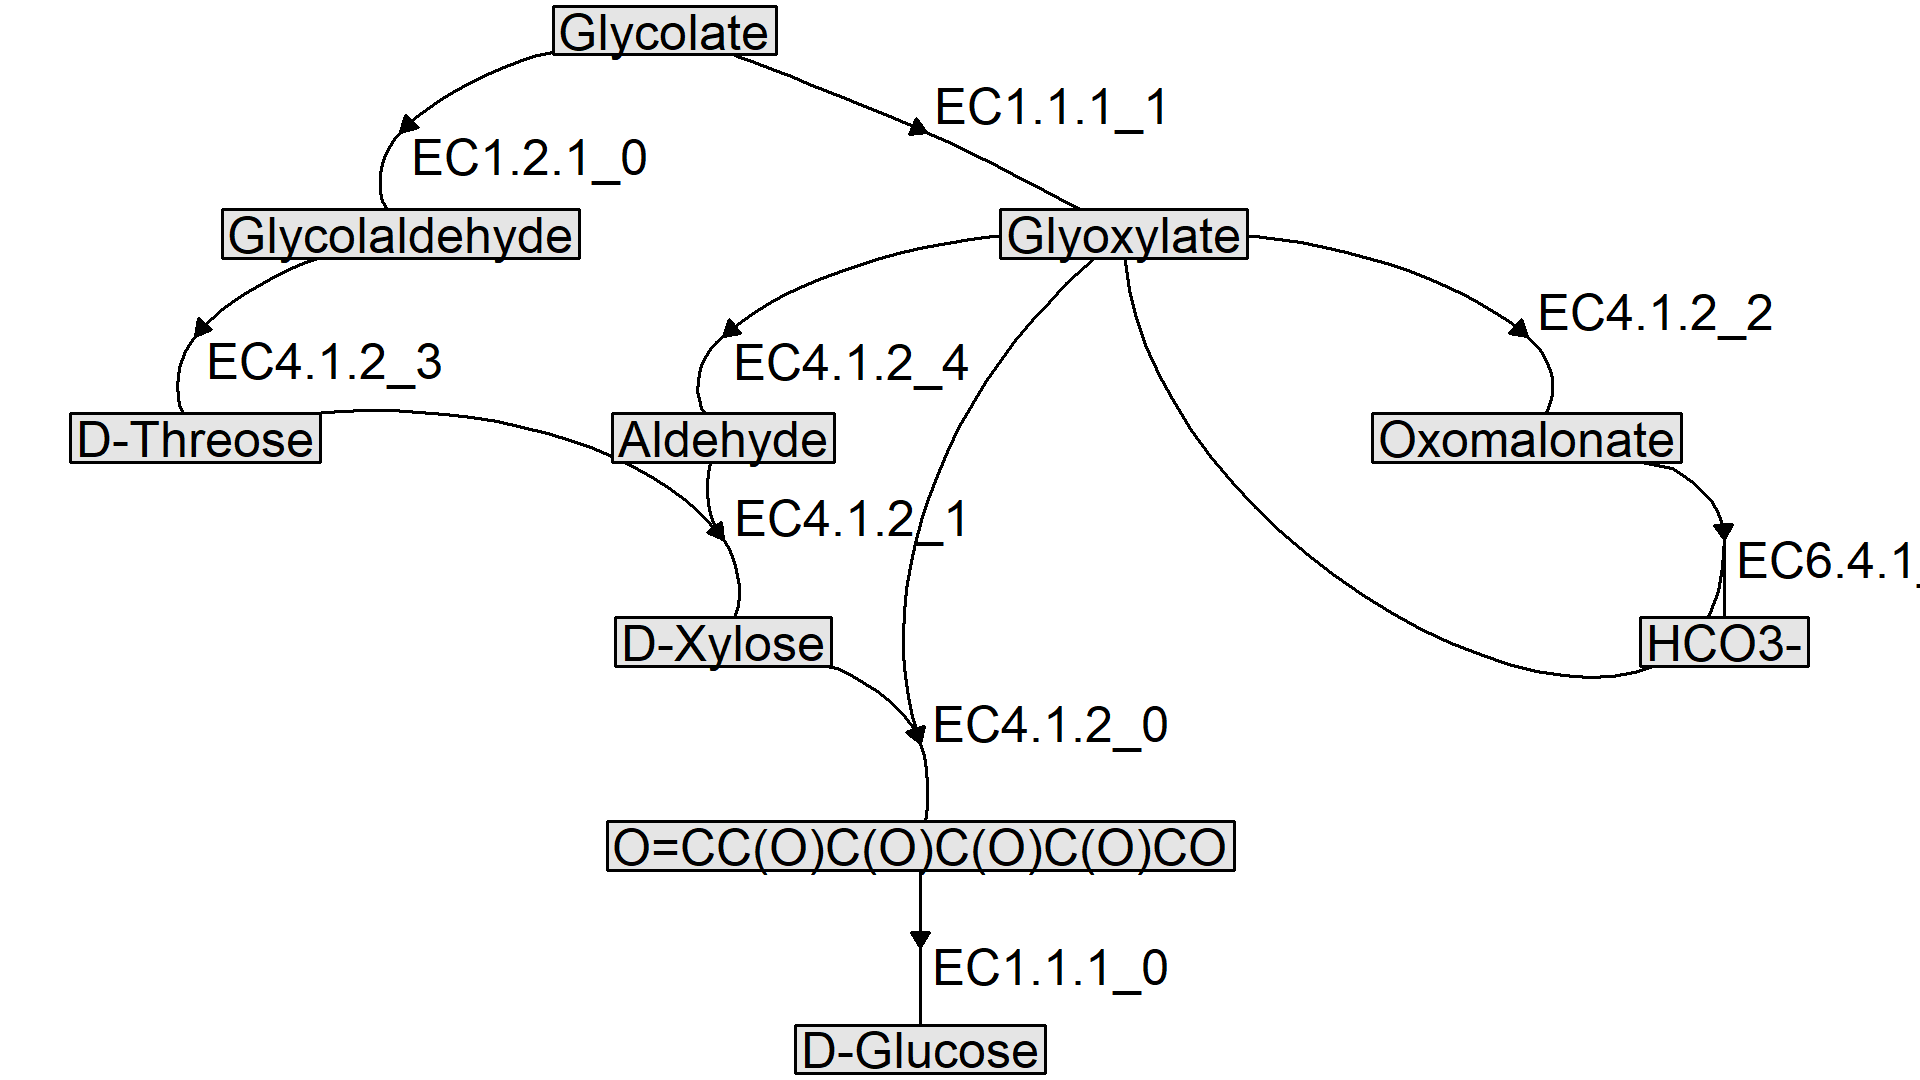 Glycolate
EC1.1.1_1
EC1.2.1_0
Glycolaldehyde
Glyoxylate
EC4.1.2_2
EC4.1.2_3
EC4.1.2_4
D-Threose
Aldehyde
Oxomalonate
EC4.1.2_1
EC6.4.1_
D-Xylose
HCO3-
EC4.1.2_0
O=CC(O)C(O)C(O)C(O)CO
EC1.1.1_0
D-Glucose